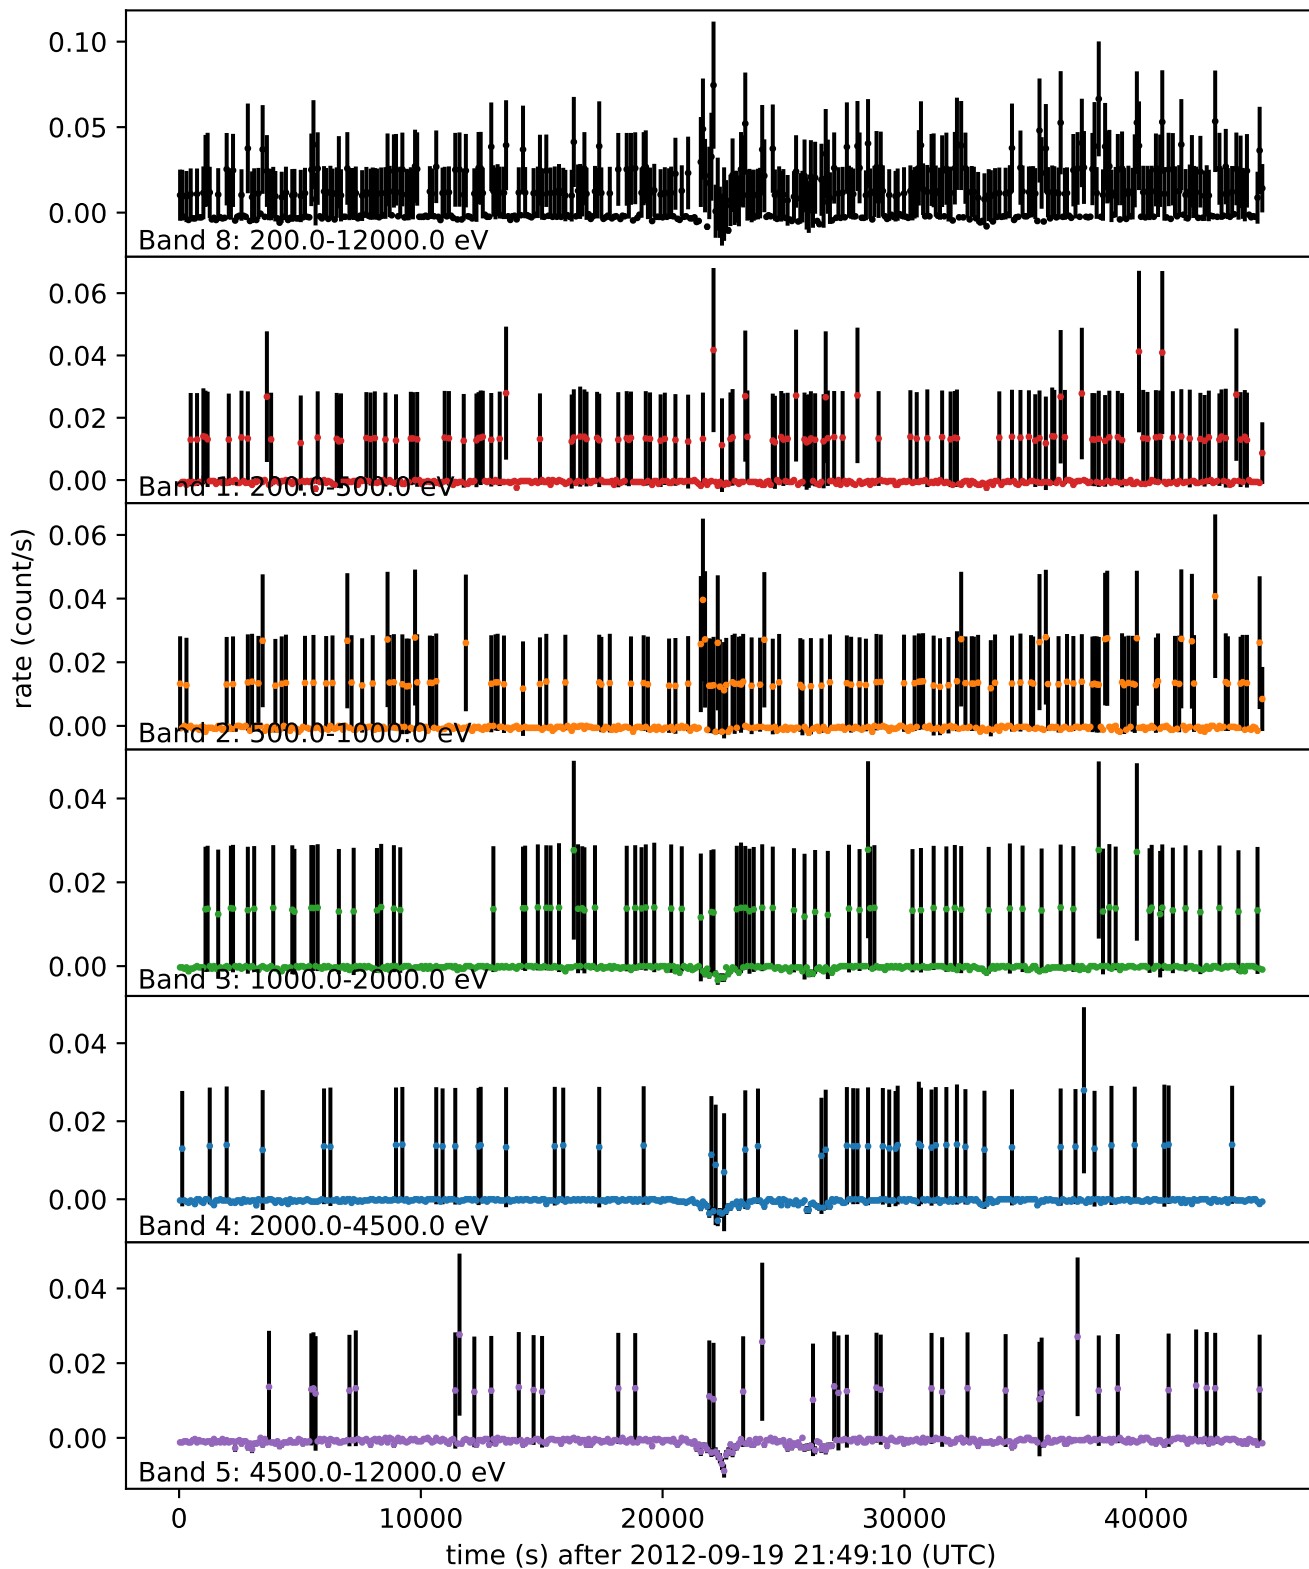 0.10
0.05
0.00
Band 8: 200.0-12000.0 eV
0.06
0.04
0.02
0.00
Band 1: 200.0-500.0 eV
rate (count/s)
0.06
0.04
0.02
0.00
Band 2: 500.0-1000.0 eV
0.04
0.02
0.00
Band 3: 1000.0-2000.0 eV
0.04
0.02
0.00
Band 4: 2000.0-4500.0 eV
0.04
0.02
0.00
Band 5: 4500.0-12000.0 eV
0 10000 20000 30000 40000
time (s) after 2012-09-19 21:49:10 (UTC)